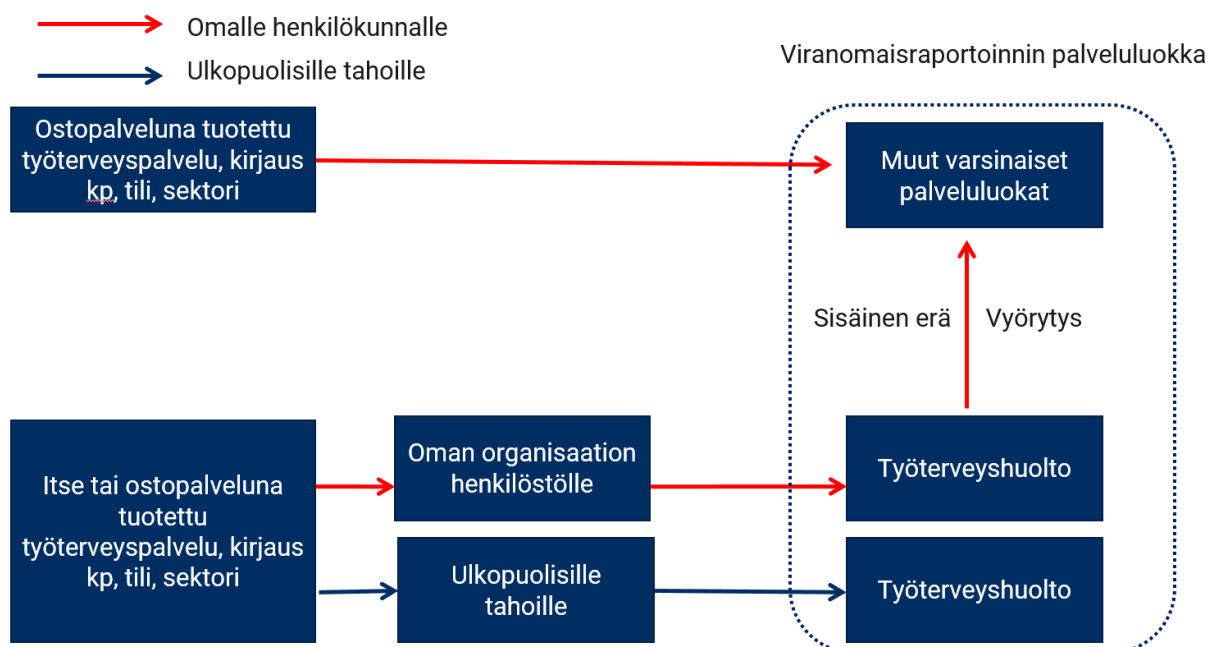 Omalle henkilökunnalle
Ulkopuolisille tahoille
Viranomaisraportoinnin palveluluokka
Ostopalveluna tuotettu
työterveyspalvelu, kirjaus
kp, tili, sektori
Muut varsinaiset
palveluluokat
Sisäinen erä
Vyörytys
Itse tai ostopalveluna
tuotettu
työterveyspalvelu, kirjaus
kp, tili, sektori
Oman organisaation
henkilöstölle
Työterveyshuolto
Ulkopuolisille
tahoille
Työterveyshuolto